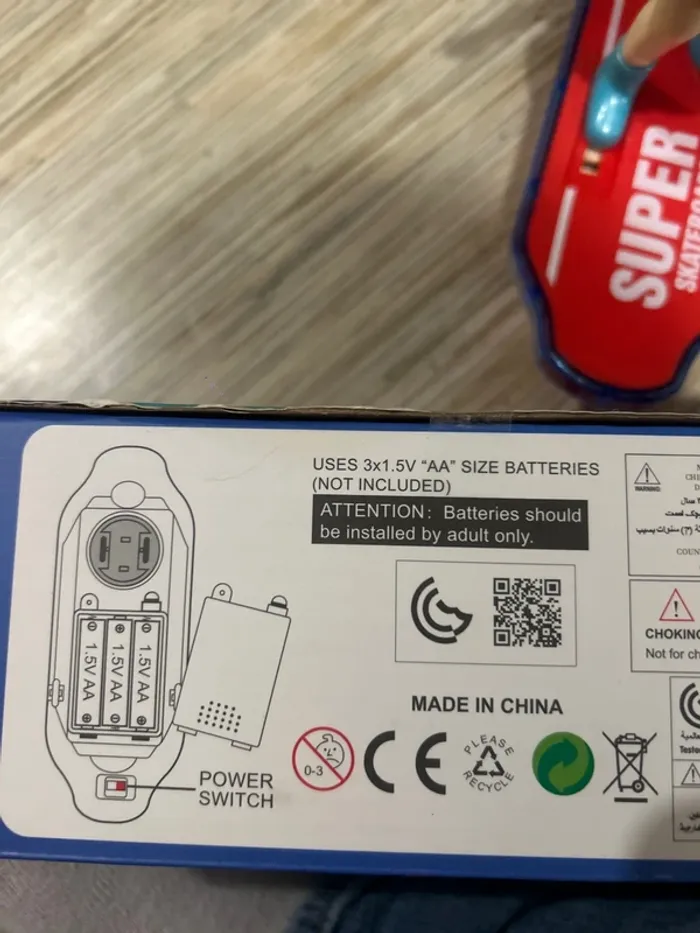 SUPER
USES 3x1.5V “AA” SIZE BATTERIES
(NOT INCLUDED)
ATTENTION: Batteries should
be installed by adult only.
1.5V AA
1.5V AA
1.5V AA
POWER
SWITCH
MADE IN CHINA
0-3
CE
PLEASE
RECYCLE
WARNING
CHOKING
Not for